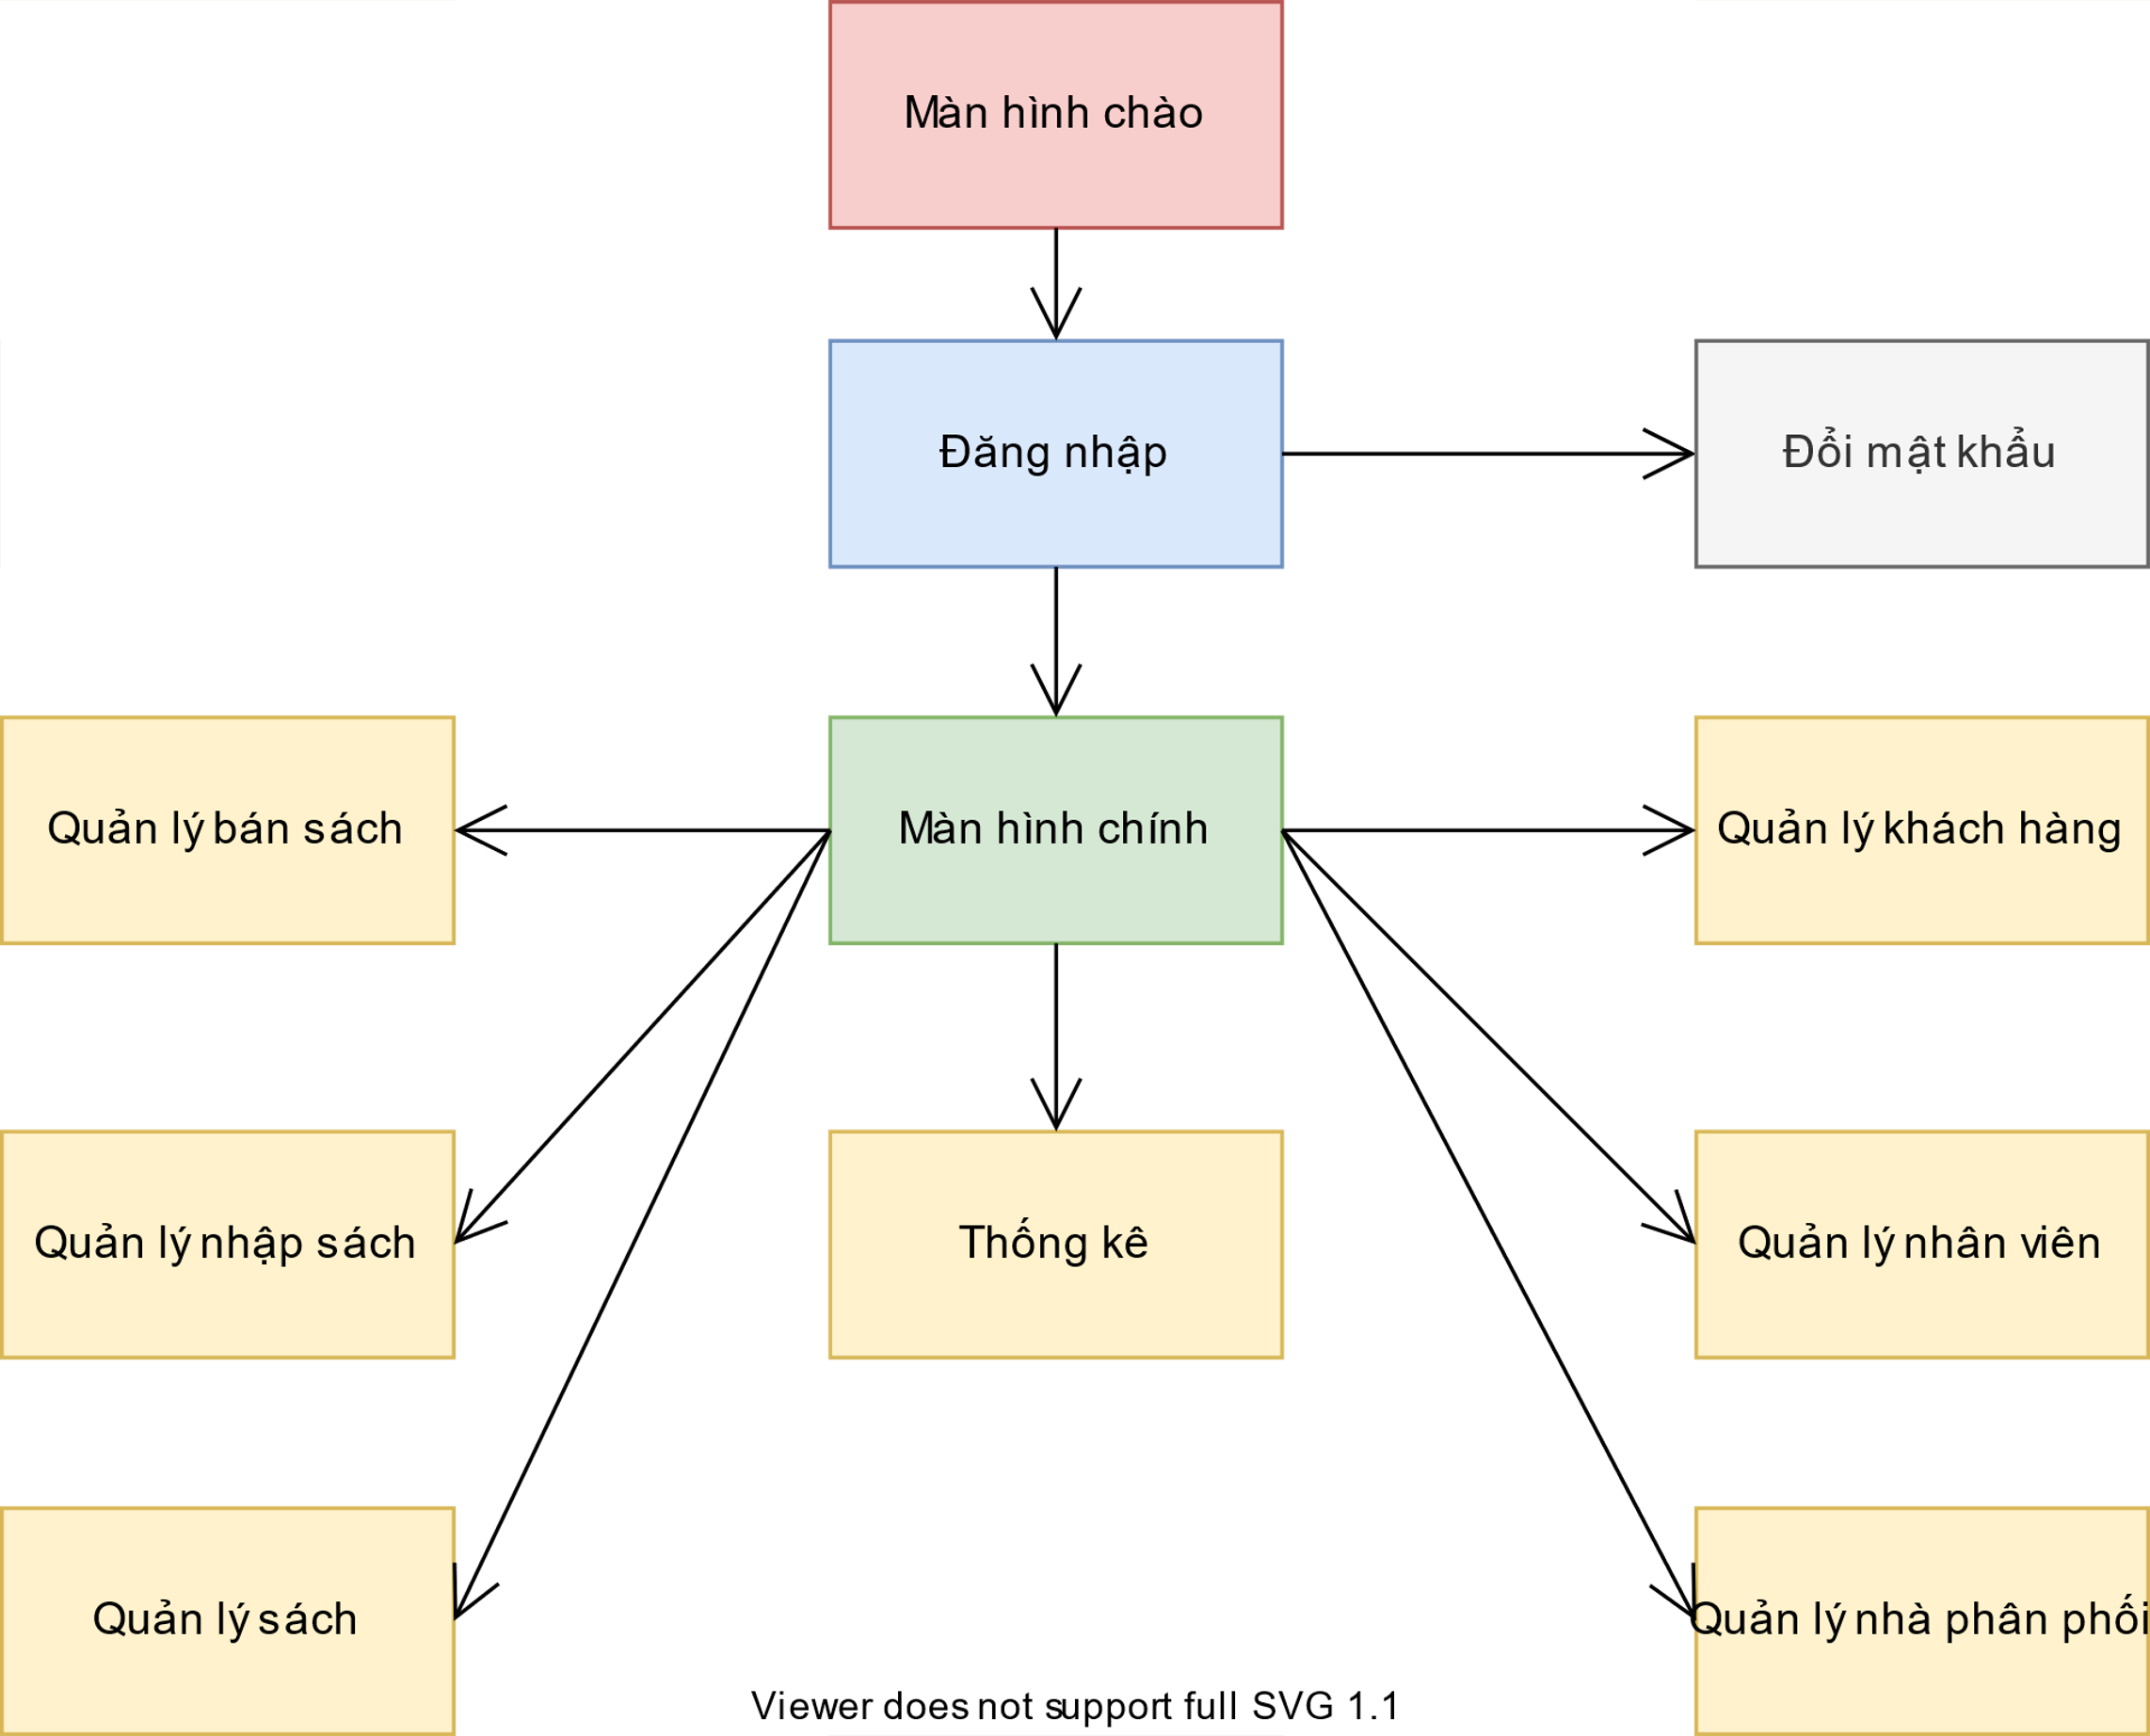 Màn hình chào
Đăng nhập
Đổi mật khẩu
Quản lý bán sách
Màn hình chính
Quản lý khách hàng
Quản lý nhập sách
Thống kê
Quản lý nhân viên
Quản lý sách
Quản lý nhà phân phối
Viewer does not support full SVG 1.1